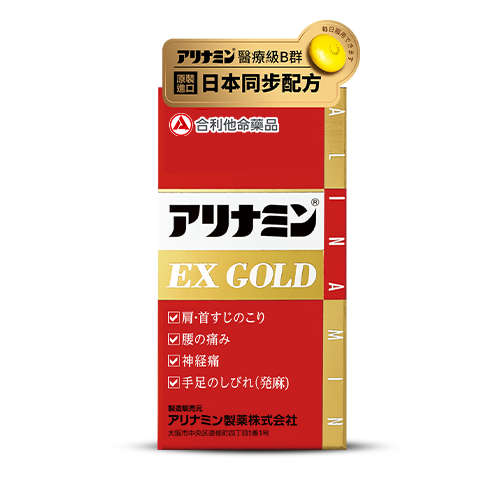 アリナミン 醫療級B群
毎日服用できます
原裝
進口
日本同步配方
合利他命藥品
アリナミン®
EX GOLD
肩・首すじのこり
腰の痛み
神経痛
手足のしびれ(発麻)
製造販売元
アリナミン製薬株式会社
大阪市中央区道修町四丁目1番1号
ALINAMIN